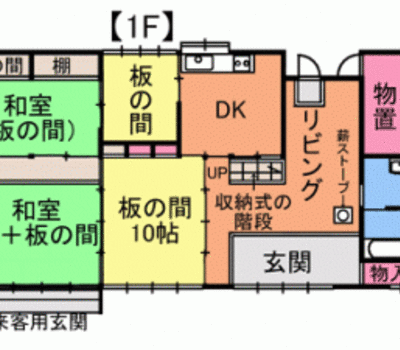 【1F】
の間
棚
和室
板の間）
板の間
DK
リビング
薪ストーブ
物置
UP
収納式の
階段
和室
＋板の間
板の間
10帖
玄関
物入
来客用玄関